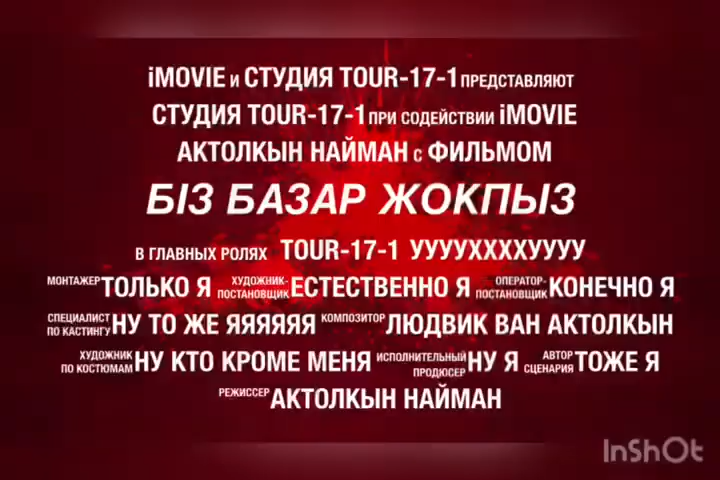 iMOVIE и СТУДИЯ TOUR-17-1 ПРЕДСТАВЛЯЮТ
СТУДИЯ TOUR-17-1 ПРИ СОДЕЙСТВИИ iMOVIE
АКТОЛКЫН НАЙМАН С ФИЛЬМОМ
БІЗ БАЗАР ЖОКПЫЗ
В ГЛАВНЫХ РОЛЯХ TOUR-17-1 УУУУХХХХУУУУ
МОНТАЖЕР ТОЛЬКО Я ХУДОЖНИК-ПОСТАНОВЩИК ЕСТЕСТВЕННО Я ОПЕРАТОР-ПОСТАНОВЩИК КОНЕЧНО Я
СПЕЦИАЛИСТ ПО КАСТИНГУ НУ ТО ЖЕ ЯЯЯЯЯЯ КОМПОЗИТОР ЛЮДВИК ВАН АКТОЛКЫН
ХУДОЖНИК ПО КОСТЮМАМ НУ КТО КРОМЕ МЕНЯ ИСПОЛНИТЕЛЬНЫЙ ПРОДЮСЕР НУ Я АВТОР СЦЕНАРИЯ ТОЖЕ Я
РЕЖИССЕР АКТОЛКЫН НАЙМАН
InShOt